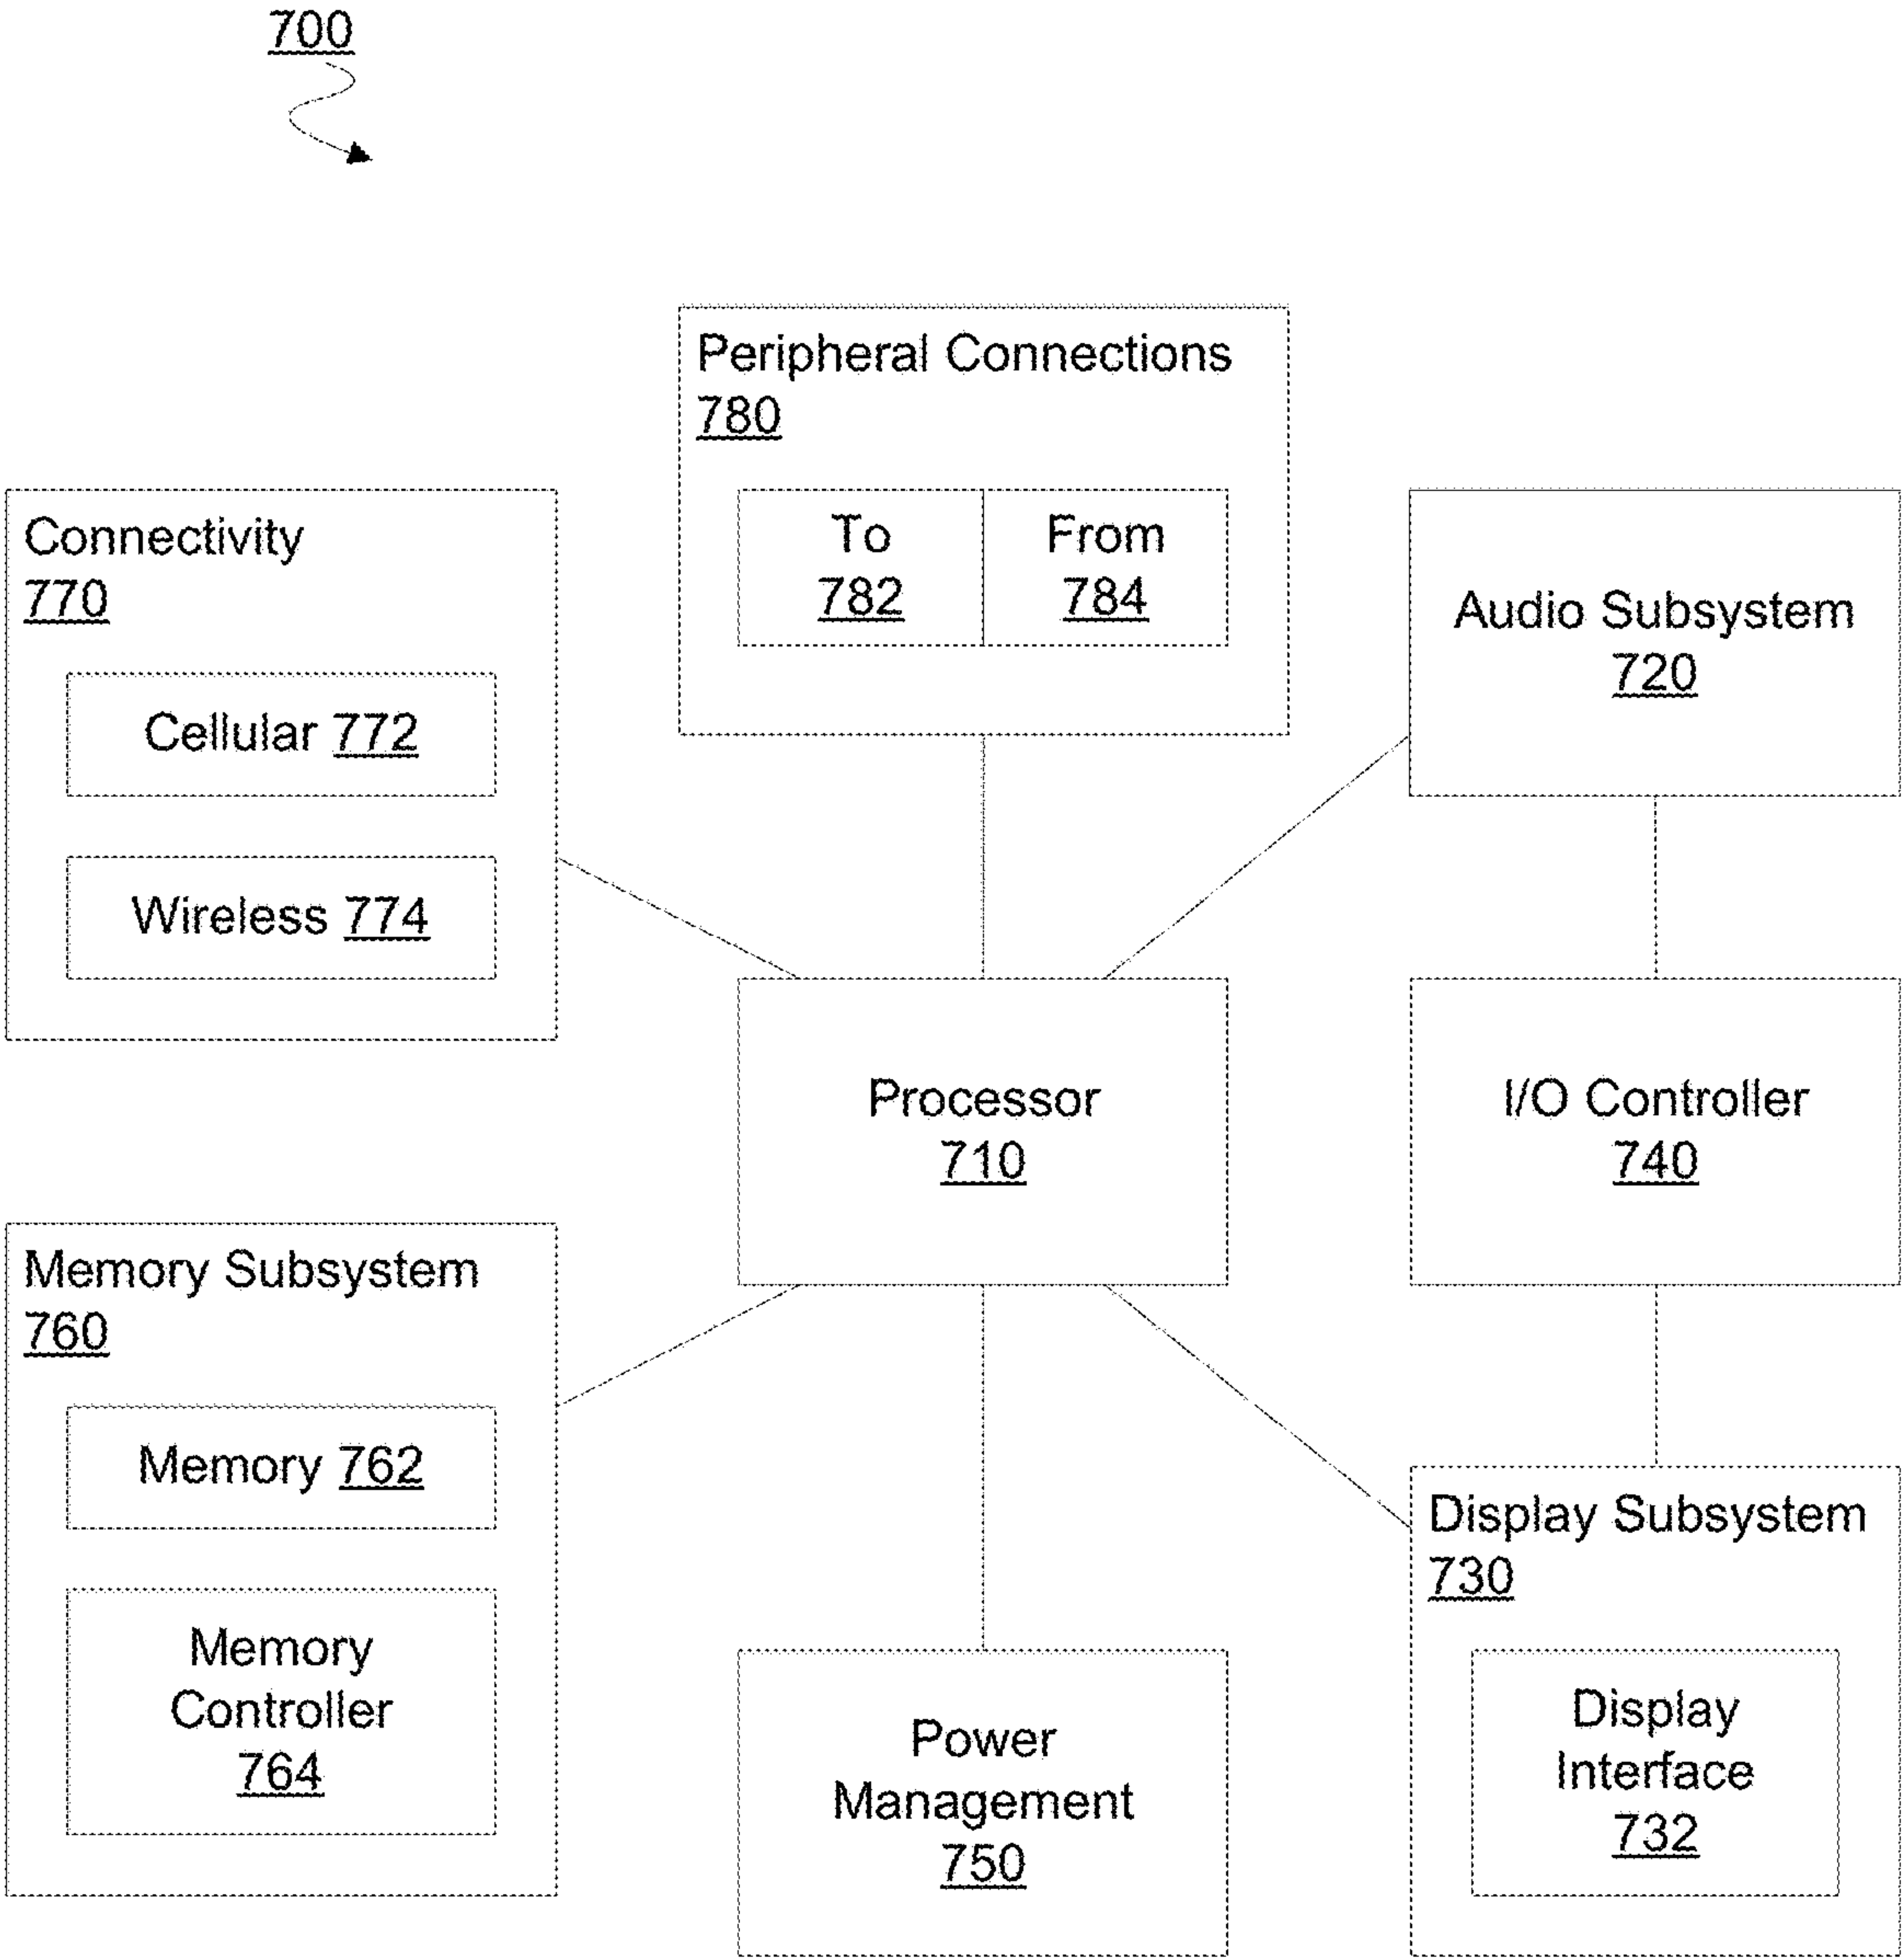 700
Peripheral Connections
780
To
782
From
784
Connectivity
770
Cellular 772
Wireless 774
Audio Subsystem
720
Processor
710
I/O Controller
740
Memory Subsystem
760
Memory 762
Memory
Controller
764
Power
Management
750
Display Subsystem
730
Display
Interface
732